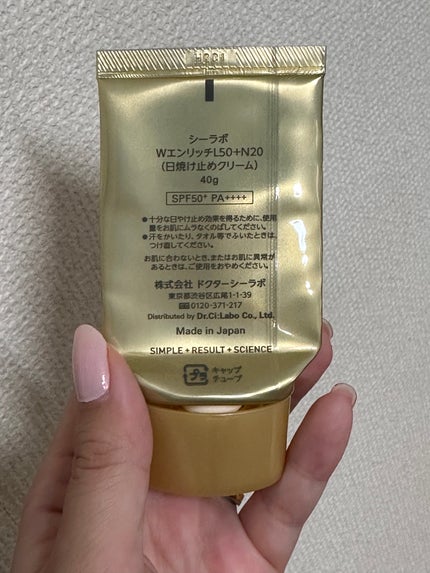 シーラボ
WエンリッチL50+N20
(日焼け止めクリーム)
40g
SPF50+ PA++++
●十分な日やけ止め効果を得るために、使用
量をお肌にムラなくのばしてください。
●汗をかいたり、タオル等でふいたときは、
つけ直してください。
お肌に合わないとき、またはお肌に異常が
あるときは、ご使用をおやめください。
株式会社 ドクターシーラボ
東京都渋谷区広尾1-1-39
0120-371-217
Distributed by Dr.Ci:Labo Co., Ltd.
Made in Japan
SIMPLE + RESULT + SCIENCE
プラ
キャップ
チューブ